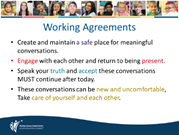 Working Agreements
• Create and maintain a safe place for meaningful
conversations.
• Engage with each other and return to being present.
• Speak your truth and accept these conversations
MUST continue after today.
• These conversations can be new and uncomfortable,
Take care of yourself and each other.